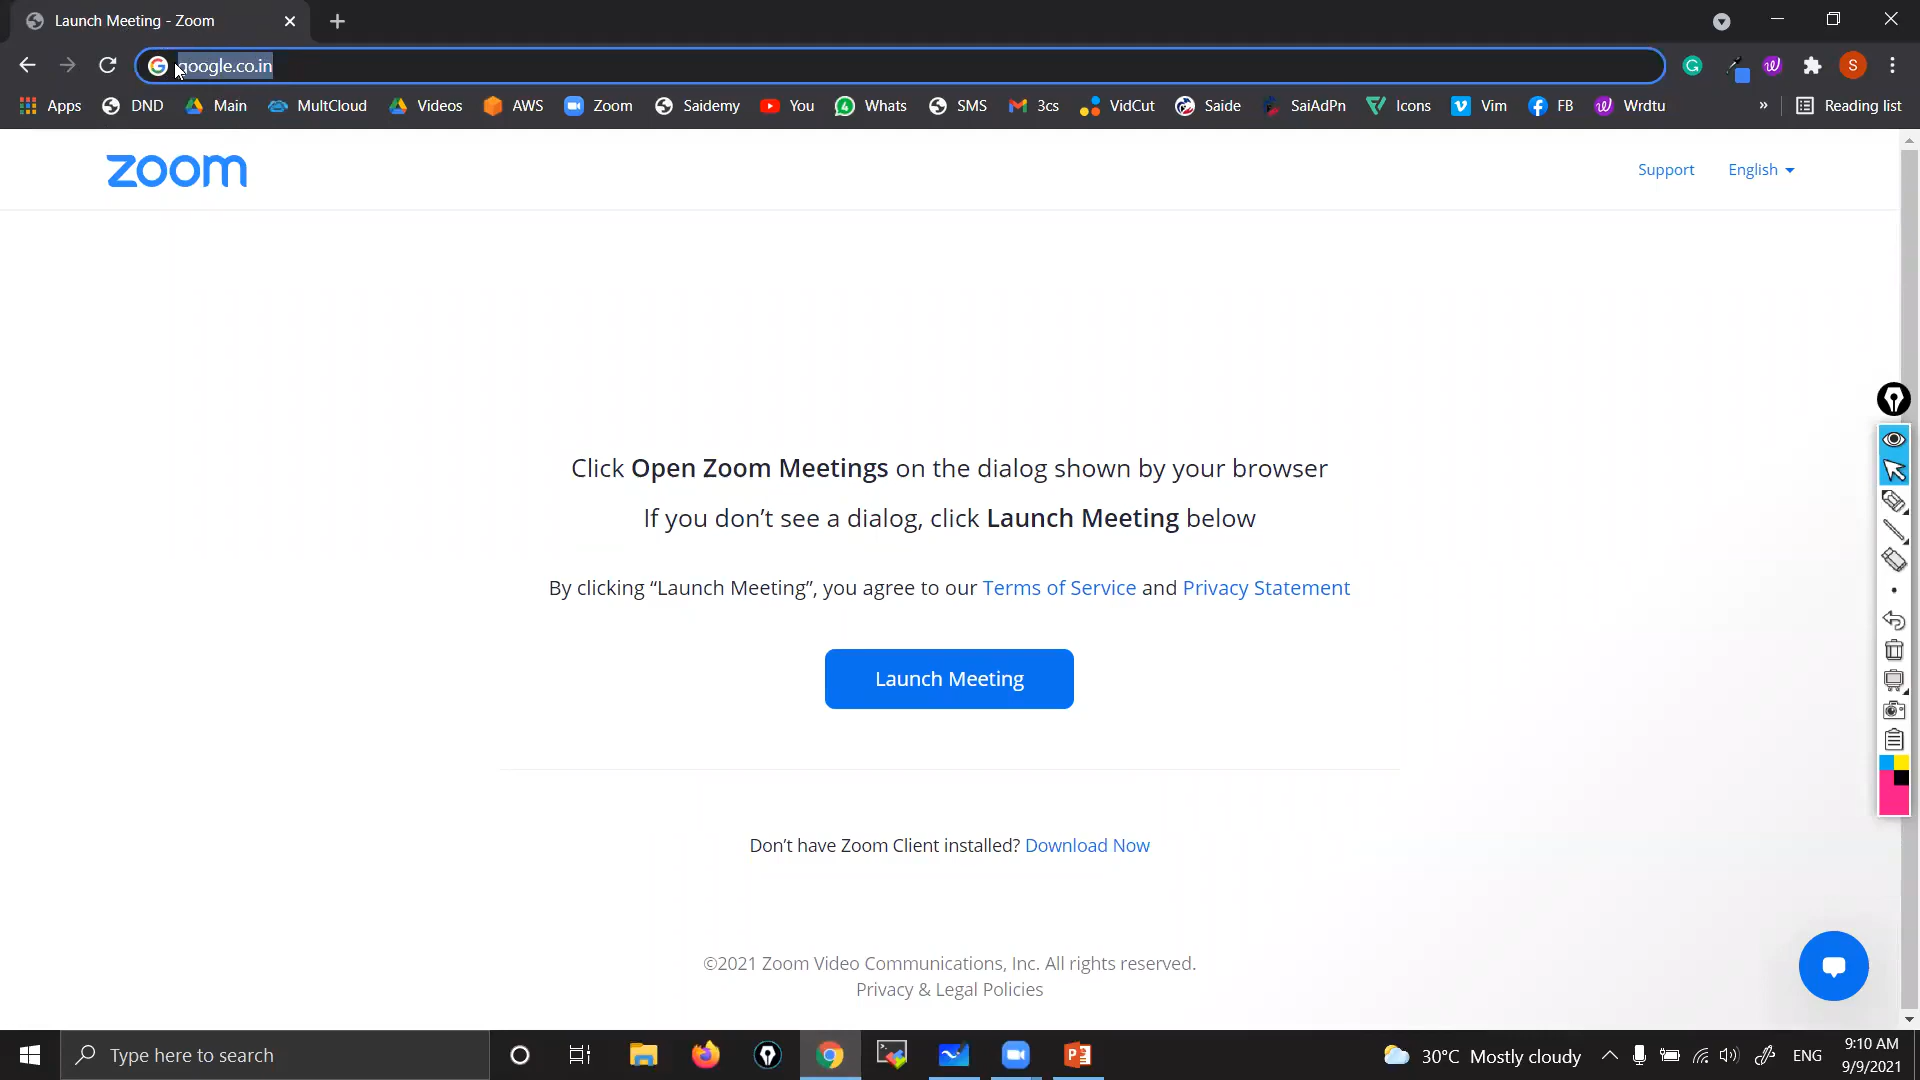 Launch Meeting - Zoom
google.co.in
S
Apps DND Main MultCloud Videos AWS Zoom Saidemy You Whats SMS 3cs VidCut Saide SaiAdPn Icons Vim FB Wrdtu » Reading list
zoom
Support English
Click Open Zoom Meetings on the dialog shown by your browser
If you don’t see a dialog, click Launch Meeting below
By clicking “Launch Meeting”, you agree to our Terms of Service and Privacy Statement
Launch Meeting
Don’t have Zoom Client installed? Download Now
©2021 Zoom Video Communications, Inc. All rights reserved.
Privacy & Legal Policies
Type here to search
30°C Mostly cloudy
ENG
9:10 AM
9/9/2021